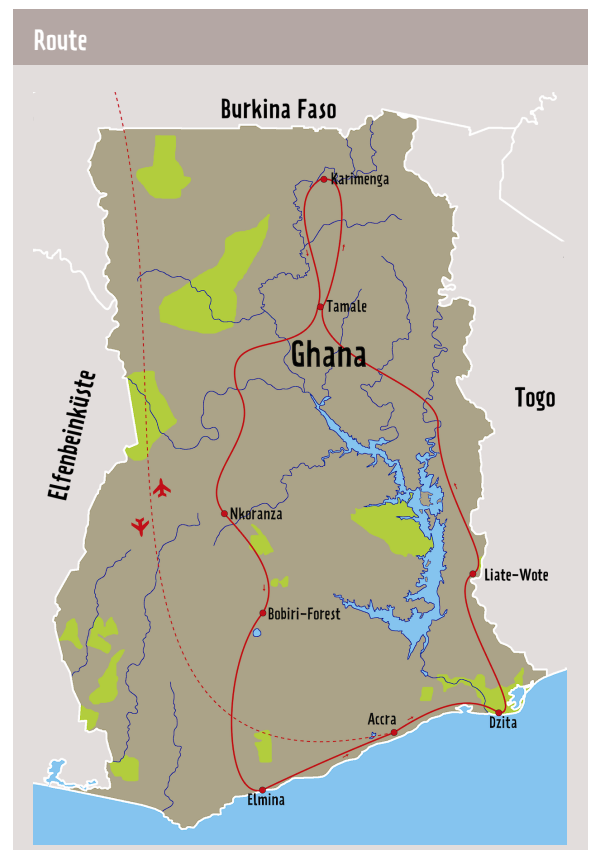 Route
Burkina Faso
Karimenga
Tamale
Ghana
Elfenbeinküste
Togo
Nkoranza
Liate-Wote
Bobiri-Forest
Accra
Dzita
Elmina